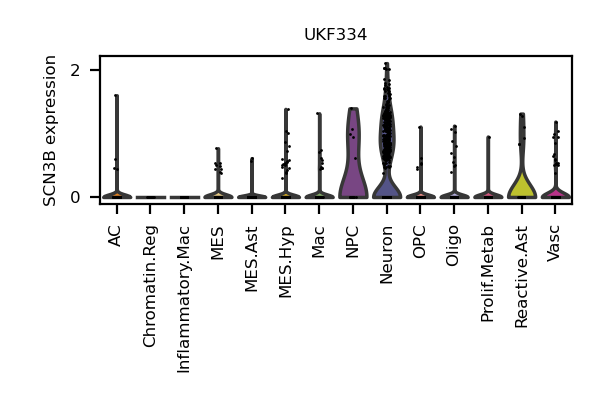 UKF334
SCN3B expression
2
0
AC
Chromatin.Reg
Inflammatory.Mac
MES
MES.Ast
MES.Hyp
Mac
NPC
Neuron
OPC
Oligo
Prolif.Metab
Reactive.Ast
Vasc